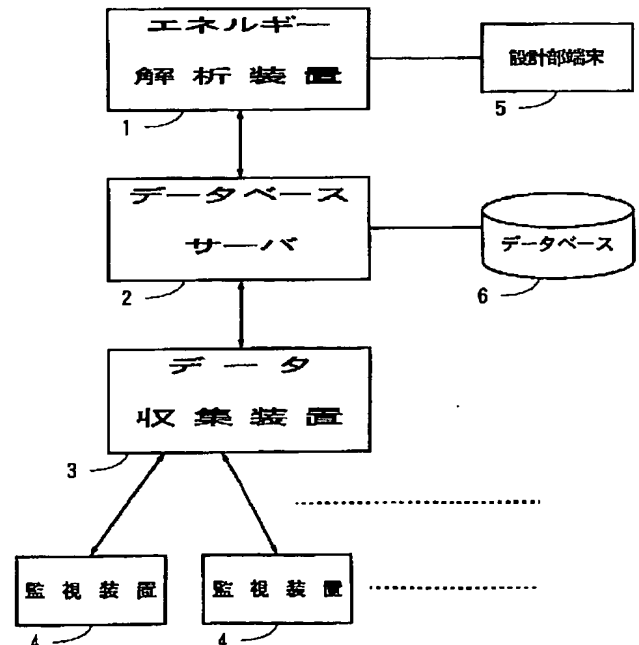 エネルギー
解析装置
1
設計部端末
5
データベース
サーバ
2
データベース
6
データ
収集装置
3
監視装置
4
監視装置
4